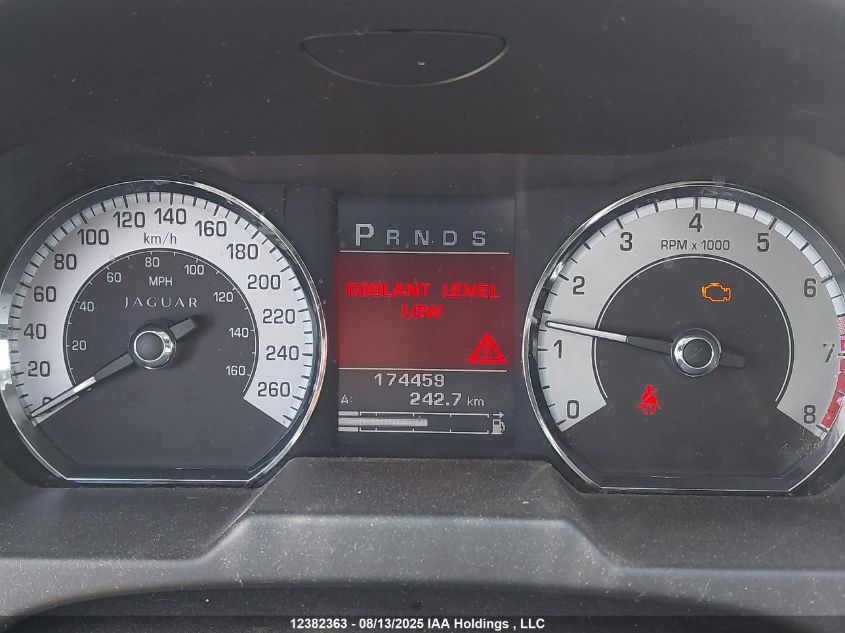 0 20 40 60 80 100 120 140 160 180 200 220 240 260
km/h
20 40 60 80 100 120 140 160
MPH
JAGUAR
P R N D S
COOLANT LEVEL
LOW
174459
A: 242.7 km
0 1 2 3 4 5 6 7 8
RPM x 1000
12382363 - 08/13/2025 IAA Holdings , LLC